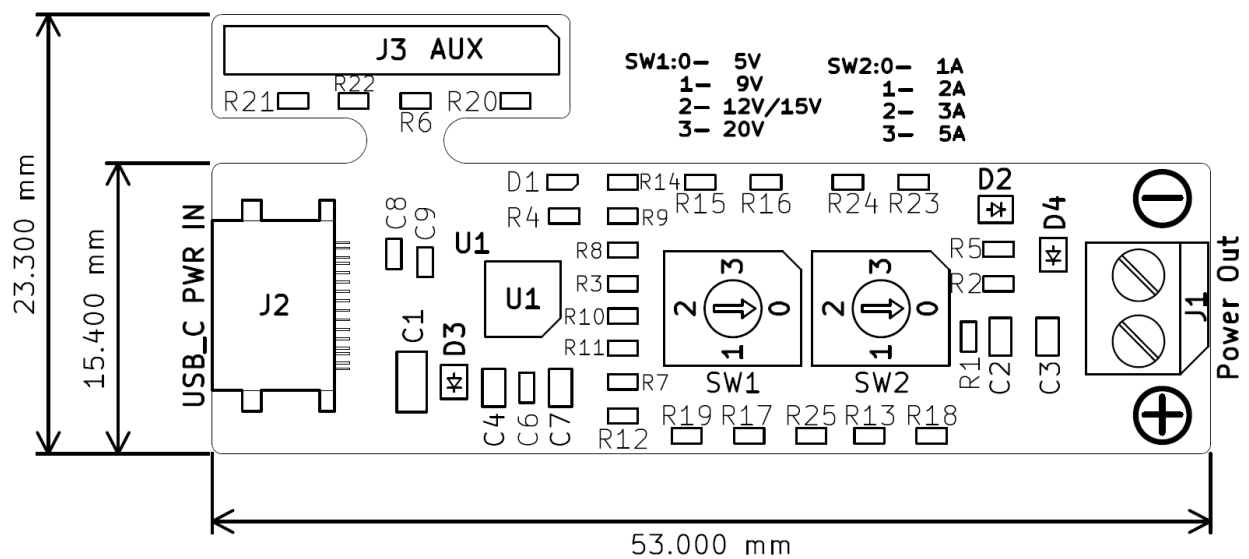 J3 AUX
R21
R22
R6
R20
SW1:0– 5V
1– 9V
2– 12V/15V
3– 20V
SW2:0– 1A
1– 2A
2– 3A
3– 5A
23.300 mm
15.400 mm
USB_C PWR IN
J2
C8
C9
D1
R14
R15
R16
R24
R23
D2
R4
R9
D4
U1
R8
R5
U1
R3
R2
R10
R11
C1
D3
3
2
0
1
SW1
3
2
0
1
SW2
R1
C2
C3
J1
Power Out
R7
C4
C6
C7
R12
R19
R17
R25
R13
R18
53.000 mm